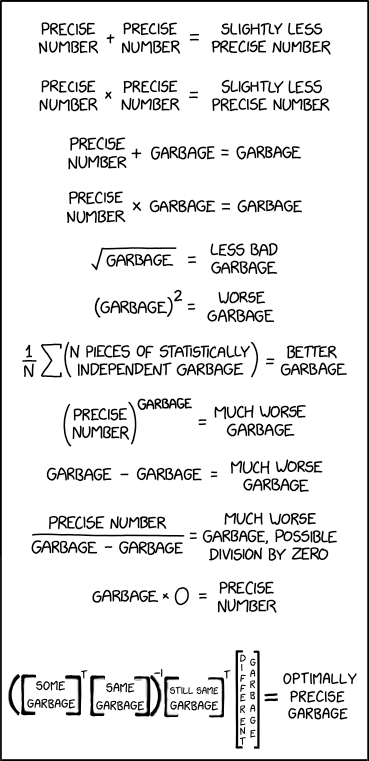 PRECISE NUMBER + PRECISE NUMBER = SLIGHTLY LESS PRECISE NUMBER
PRECISE NUMBER × PRECISE NUMBER = SLIGHTLY LESS PRECISE NUMBER
PRECISE NUMBER + GARBAGE = GARBAGE
PRECISE NUMBER × GARBAGE = GARBAGE
√GARBAGE = LESS BAD GARBAGE
(GARBAGE)² = WORSE GARBAGE
1/N Σ (N PIECES OF STATISTICALLY INDEPENDENT GARBAGE) = BETTER GARBAGE
(PRECISE NUMBER)^GARBAGE = MUCH WORSE GARBAGE
GARBAGE – GARBAGE = MUCH WORSE GARBAGE
PRECISE NUMBER / GARBAGE – GARBAGE = MUCH WORSE GARBAGE, POSSIBLE DIVISION BY ZERO
GARBAGE × 0 = PRECISE NUMBER
([SOME GARBAGE]ᵀ [SAME GARBAGE])⁻¹ [STILL SAME GARBAGE]ᵀ [DIFFERENT GARBAGE] = OPTIMALLY PRECISE GARBAGE